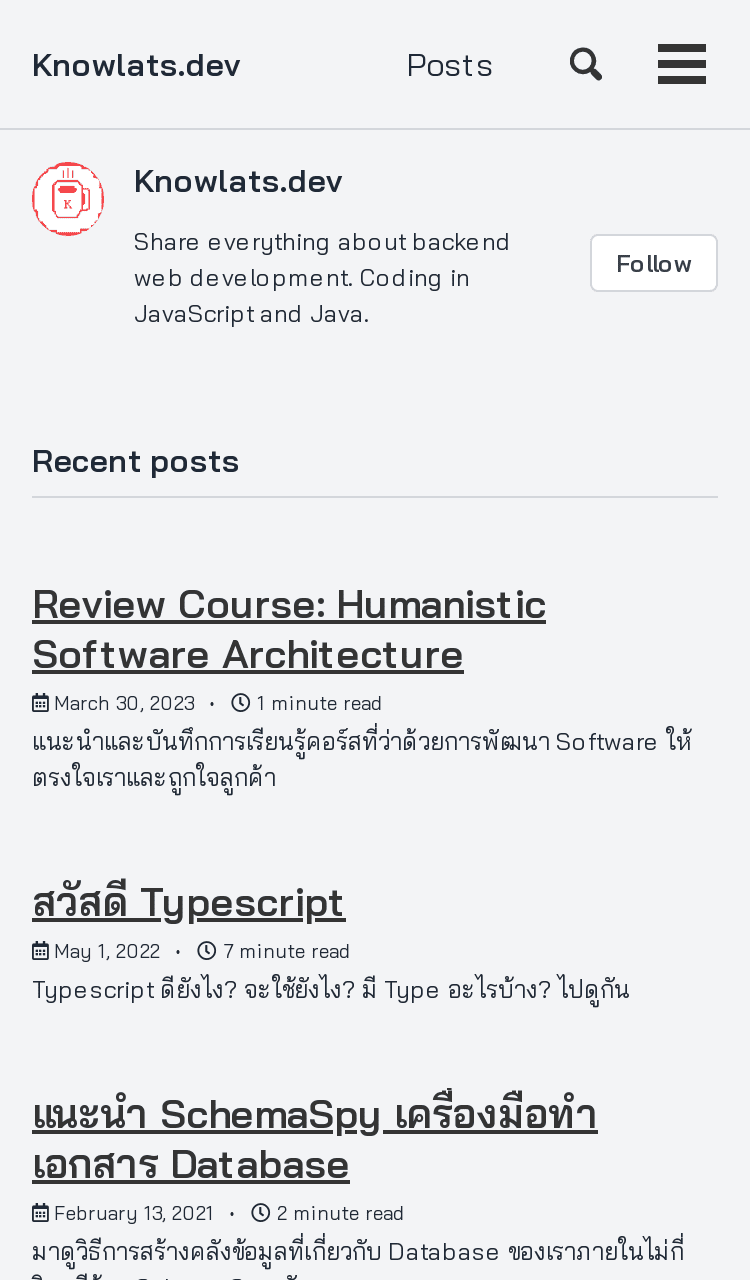 Knowlats.dev
Posts
K
Knowlats.dev
Share everything about backend
web development. Coding in
JavaScript and Java.
Follow
Recent posts
Review Course: Humanistic
Software Architecture
March 30, 2023 • 1 minute read
แนะนำและบันทึกการเรียนรู้คอร์สที่ว่าด้วยการพัฒนา Software ให้
ตรงใจเราและถูกใจลูกค้า
สวัสดี Typescript
May 1, 2022 • 7 minute read
Typescript ดียังไง? จะใช้ยังไง? มี Type อะไรบ้าง? ไปดูกัน
แนะนำ SchemaSpy เครื่องมือทำ
เอกสาร Database
February 13, 2021 • 2 minute read
มาดูวิธีการสร้างคลังข้อมูลที่เกี่ยวกับ Database ของเราภายในไม่กี่